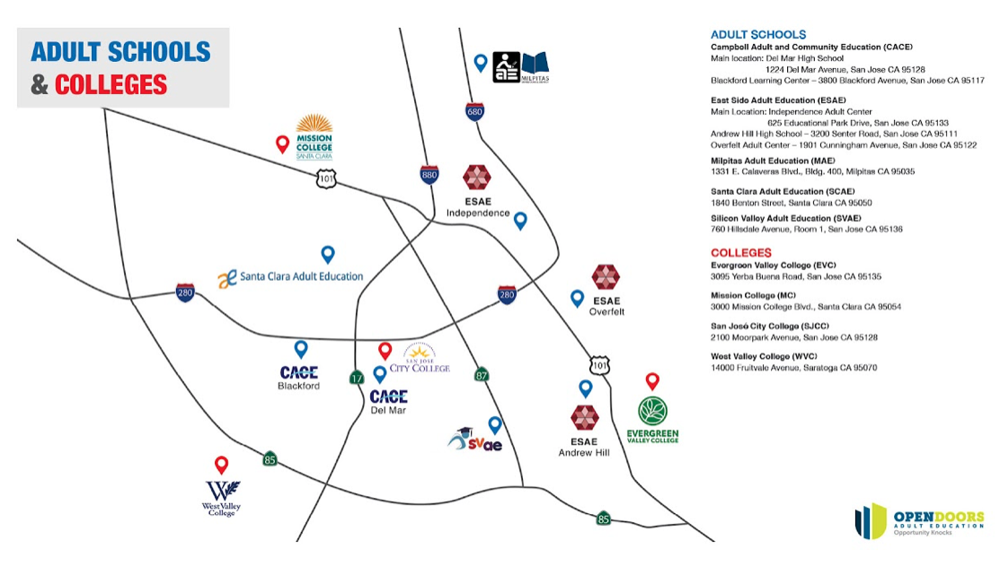 ADULT SCHOOLS
& COLLEGES
MILPITAS
680
MISSION
COLLEGE
SANTA CLARA
101
880
ESAE
Independence
Santa Clara Adult Education
280
280
ESAE
Overfelt
CACE
Blackford
SAN JOSE
CITY COLLEGE
CACE
Del Mar
17
87
101
svae
ESAE
Andrew Hill
EVERGREEN
VALLEY COLLEGE
85
West Valley
College
85
ADULT SCHOOLS
Campbell Adult and Community Education (CACE)
Main location: Del Mar High School
1224 Del Mar Avenue, San Jose CA 95128
Blackford Learning Center – 3800 Blackford Avenue, San Jose CA 95117
East Side Adult Education (ESAE)
Main Location: Independence Adult Center
625 Educational Park Drive, San Jose CA 95133
Andrew Hill High School – 3200 Senter Road, San Jose CA 95111
Overfelt Adult Center – 1901 Cunningham Avenue, San Jose CA 95122
Milpitas Adult Education (MAE)
1331 E. Calaveras Blvd., Bldg. 400, Milpitas CA 95035
Santa Clara Adult Education (SCAE)
1840 Benton Street, Santa Clara CA 95050
Silicon Valley Adult Education (SVAE)
760 Hillsdale Avenue, Room 1, San Jose CA 95136
COLLEGES
Evergreen Valley College (EVC)
3095 Yerba Buena Road, San Jose CA 95135
Mission College (MC)
3000 Mission College Blvd., Santa Clara CA 95054
San José City College (SJCC)
2100 Moorpark Avenue, San Jose CA 95128
West Valley College (WVC)
14000 Fruitvale Avenue, Saratoga CA 95070
OPENDOORS
ADULT EDUCATION
Opportunity Knocks